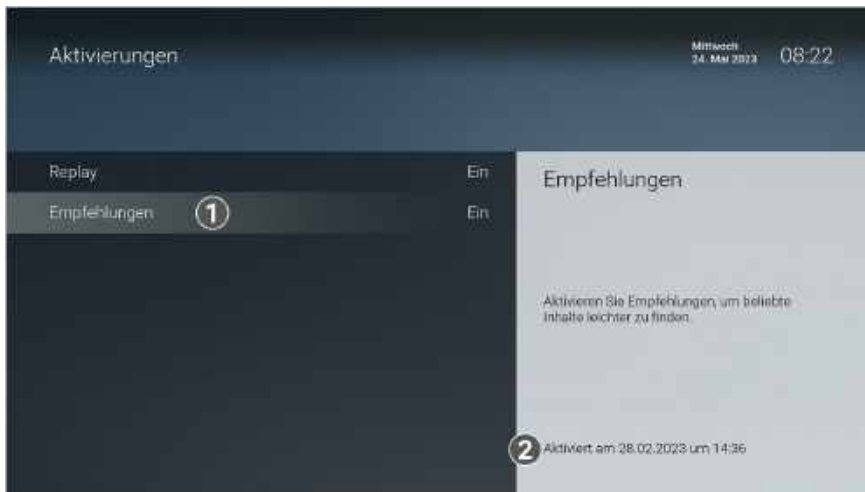 Aktivierungen
Mittwoch
24. Mai 2023
08:22
Replay Ein
Empfehlungen 1 Ein
Empfehlungen
Aktivieren Sie Empfehlungen, um beliebte
Inhalte leichter zu finden.
2 Aktiviert am 28.02.2023 um 14:36